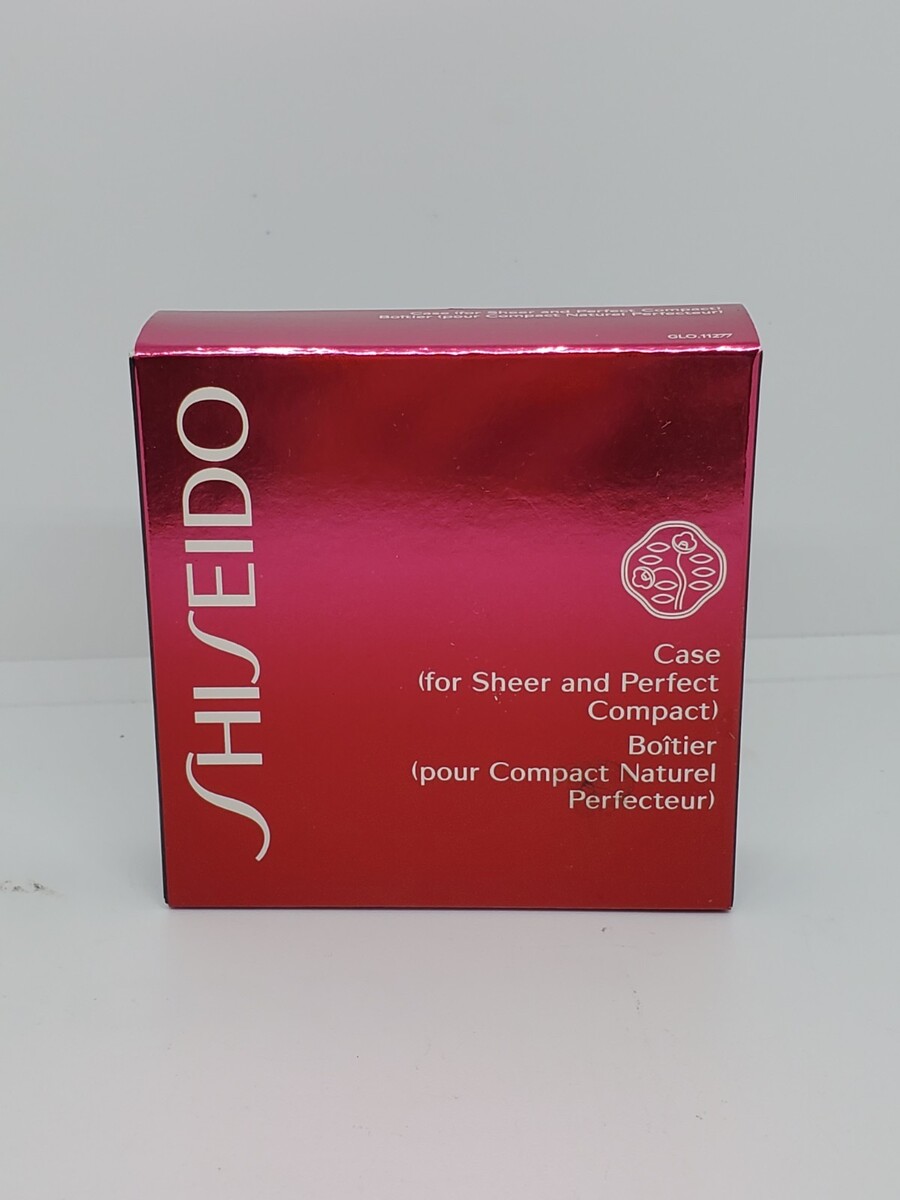 Case (for Sheer and Perfect Compact)
Boîtier (pour Compact Naturel Perfecteur)
GLO.11277
SHISEIDO
Case
(for Sheer and Perfect
Compact)
Boîtier
(pour Compact Naturel
Perfecteur)